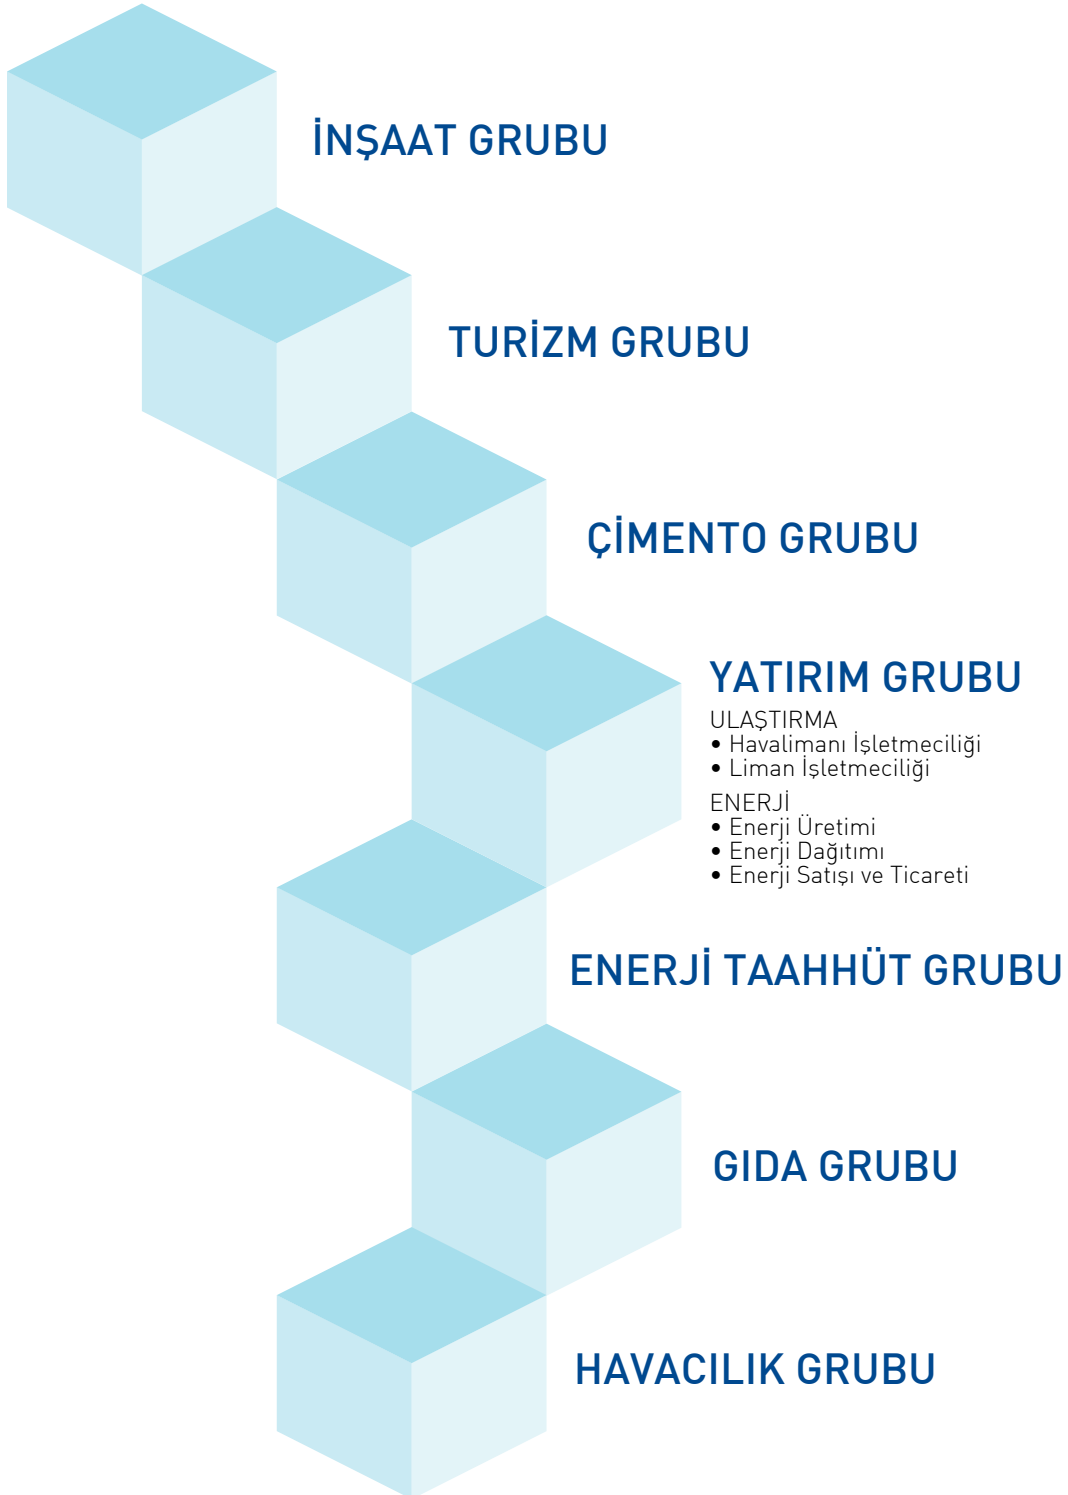 İNŞAAT GRUBU
TURİZM GRUBU
ÇİMENTO GRUBU
YATIRIM GRUBU
ULAŞTIRMA
• Havalimanı İşletmeciliği
• Liman İşletmeciliği
ENERJİ
• Enerji Üretimi
• Enerji Dağıtımı
• Enerji Satışı ve Ticareti
ENERJİ TAAHHÜT GRUBU
GIDA GRUBU
HAVACILIK GRUBU